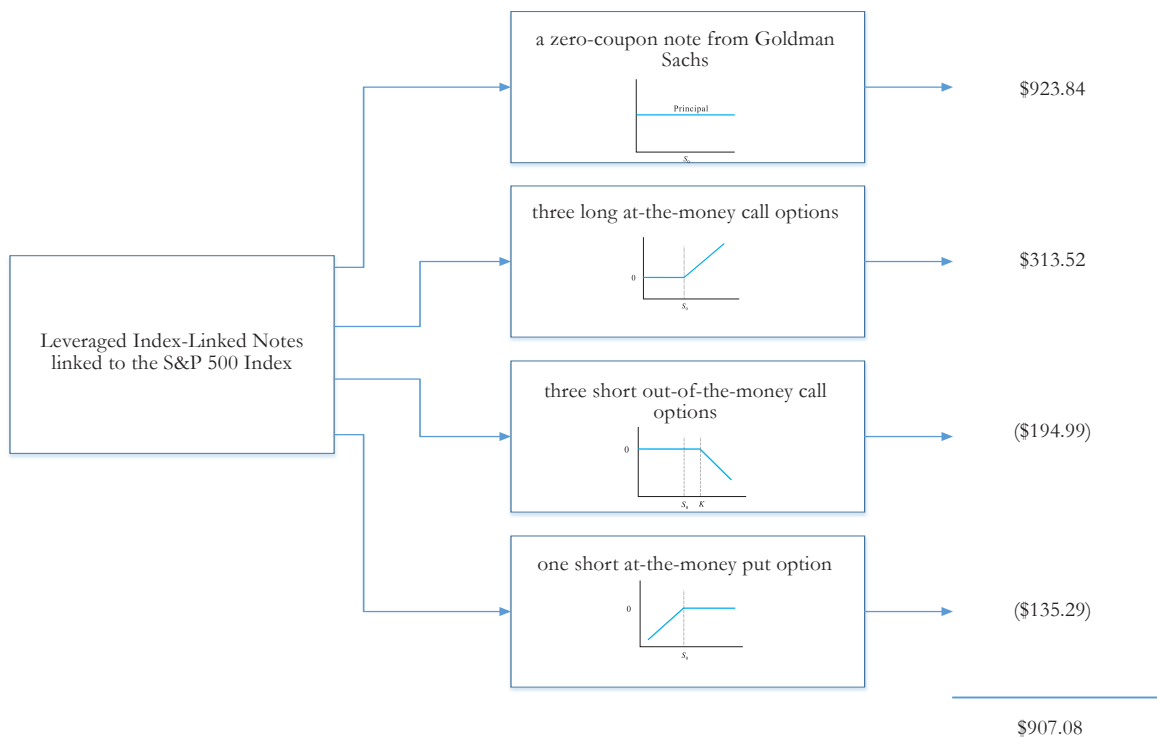 a zero-coupon note from Goldman
Sachs
Principal
S₀
$923.84
three long at-the-money call options
0
S₀
$313.52
Leveraged Index-Linked Notes
linked to the S&P 500 Index
three short out-of-the-money call
options
0
S₀ K
($194.99)
one short at-the-money put option
0
S₀
($135.29)
$907.08